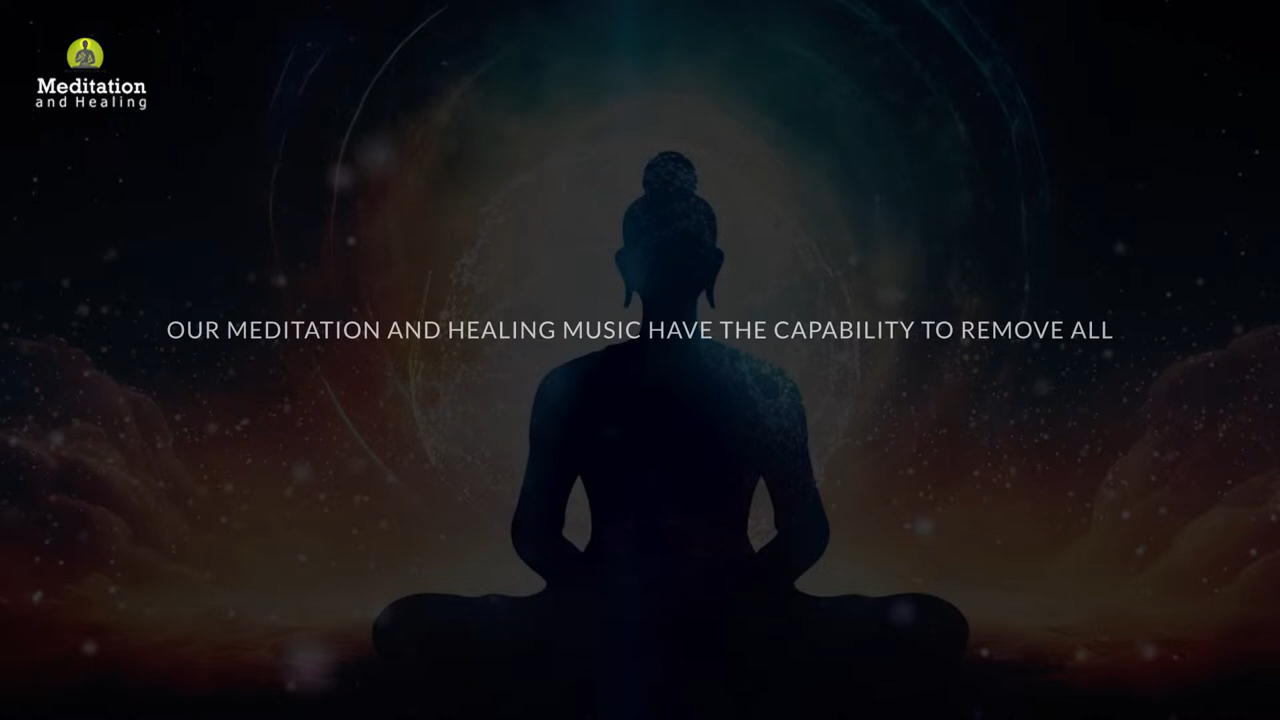 Meditation
and Healing
OUR MEDITATION AND HEALING MUSIC HAVE THE CAPABILITY TO REMOVE ALL